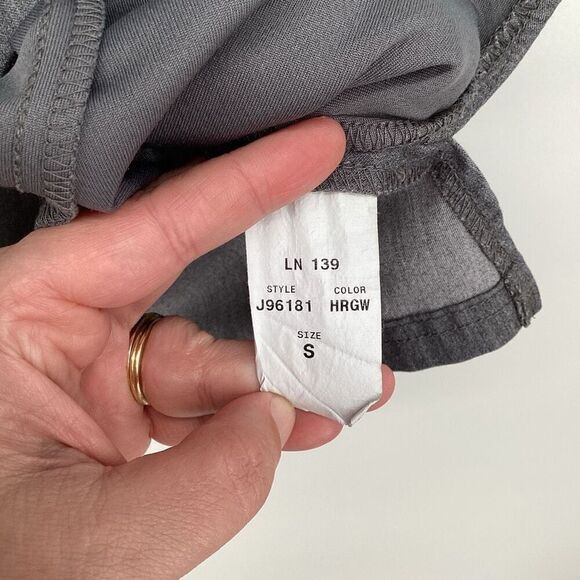 LN 139
STYLE COLOR
J96181 HRGW
SIZE
S